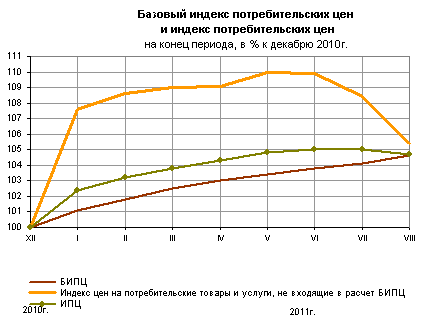 Базовый индекс потребительских цен
и индекс потребительских цен
на конец периода, в % к декабрю 2010г.
111
110
109
108
107
106
105
104
103
102
101
100
XII I II III IV V VI VII VIII
БИПЦ
Индекс цен на потребительские товары и услуги, не входящие в расчет БИПЦ
ИПЦ
2010г. 2011г.